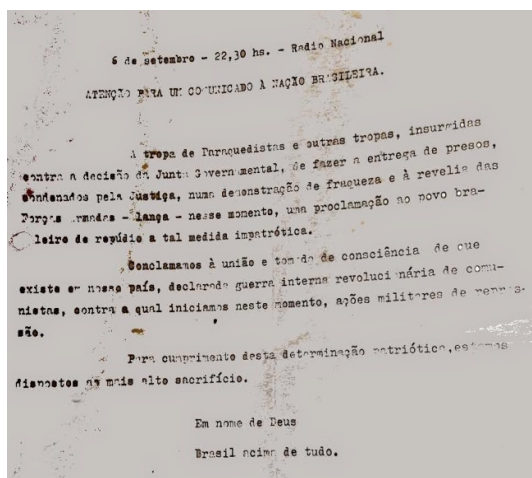 6 de setembro - 22,30 hs. - Radio Nacional
ATENÇÃO PARA UM COMUNICADO À NAÇÃO BRASILEIRA.
A tropa de Paraquedistas e outras tropas, insurgidas
contra a decisão da Junta Governamental, de fazer a entrega de presos,
condenados pela Justiça, numa demonstração de fraqueza e à revelia das
Forças Armadas - lança - nesse momento, uma proclamação ao povo bra-
leiro de repúdio a tal medida impatrótica.
Conclamamos à união e tomada de consciência de que
existe em nosso país, declarada guerra interna revolucionária de comu-
nistas, contra a qual iniciamos neste momento, ações militares de repres-
são.
Para cumprimento desta determinação patriótica, estamos
dispostos ao mais alto sacrifício.
Em nome de Deus
Brasil acima de tudo.